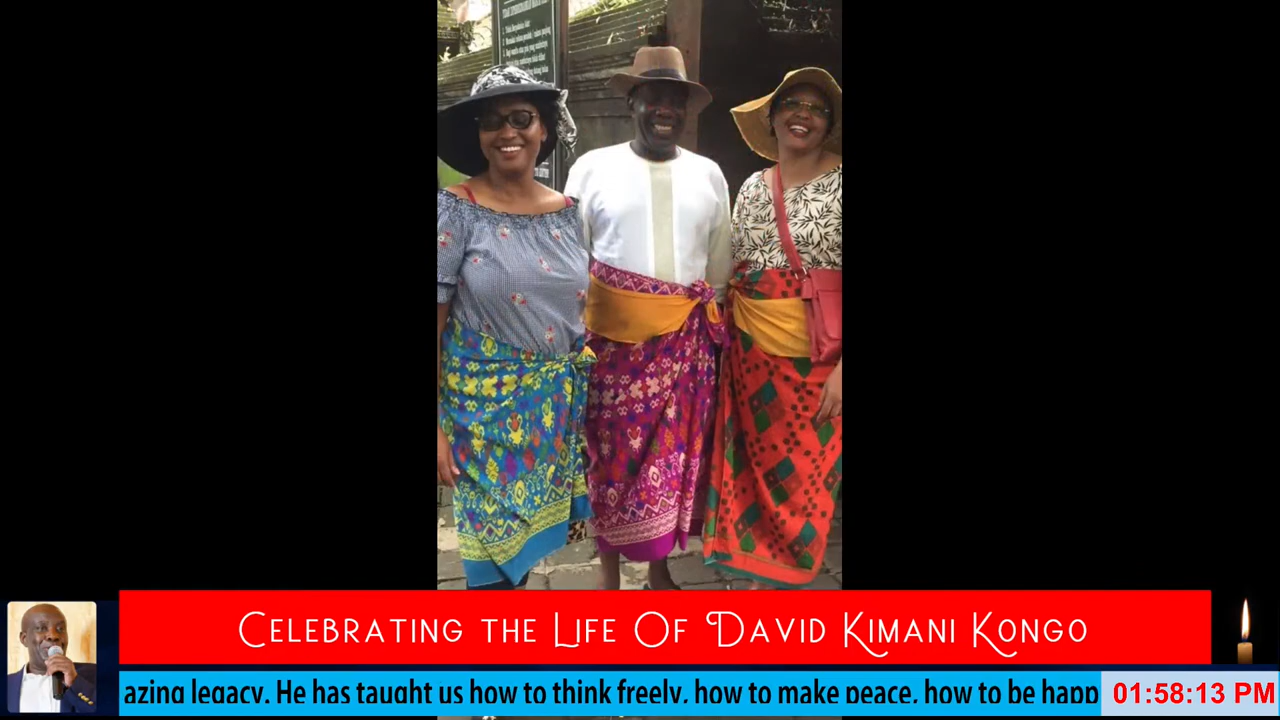 Celebrating the Life Of David Kimani Kongo
azing legacy. He has taught us how to think freely, how to make peace, how to be happ
01:58:13 PM